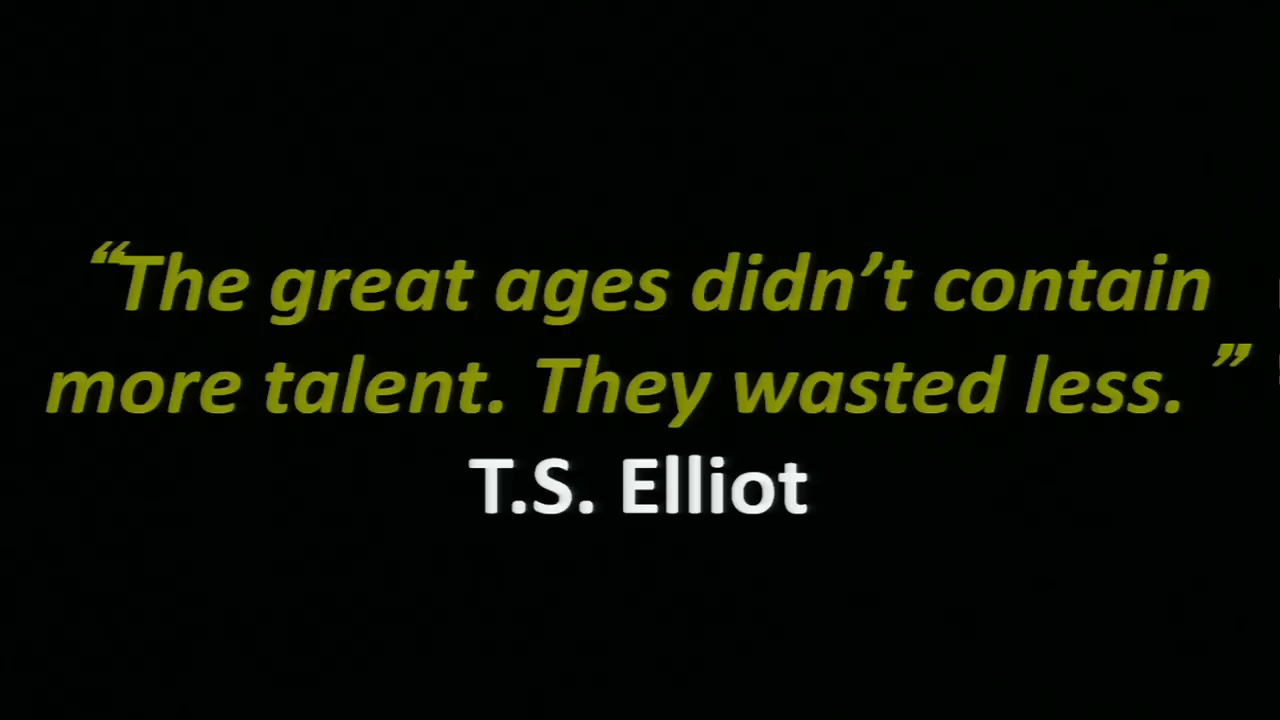 “The great ages didn’t contain
more talent. They wasted less. ”
T.S. Elliot